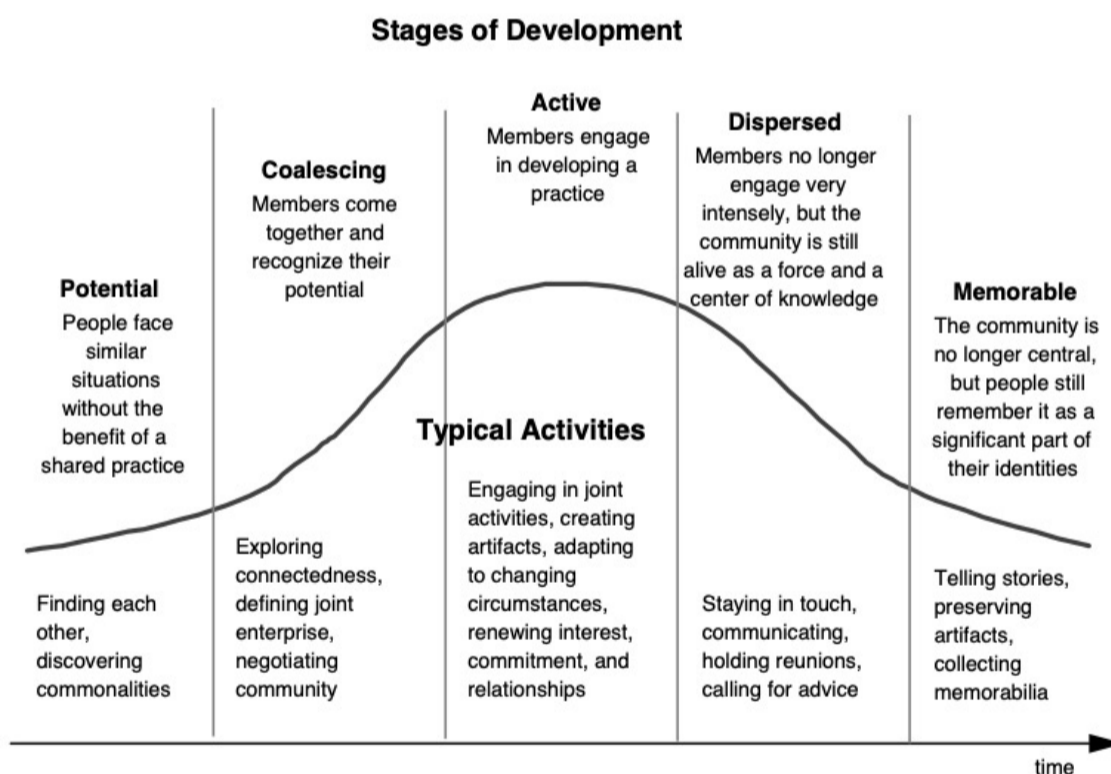 Stages of Development
Potential
People face
similar
situations
without the
benefit of a
shared practice
Coalescing
Members come
together and
recognize their
potential
Active
Members engage
in developing a
practice
Dispersed
Members no longer
engage very
intensely, but the
community is still
alive as a force and a
center of knowledge
Memorable
The community is
no longer central,
but people still
remember it as a
significant part of
their identities
Typical Activities
Finding each
other,
discovering
commonalities
Exploring
connectedness,
defining joint
enterprise,
negotiating
community
Engaging in joint
activities, creating
artifacts, adapting
to changing
circumstances,
renewing interest,
commitment, and
relationships
Staying in touch,
communicating,
holding reunions,
calling for advice
Telling stories,
preserving
artifacts,
collecting
memorabilia
time